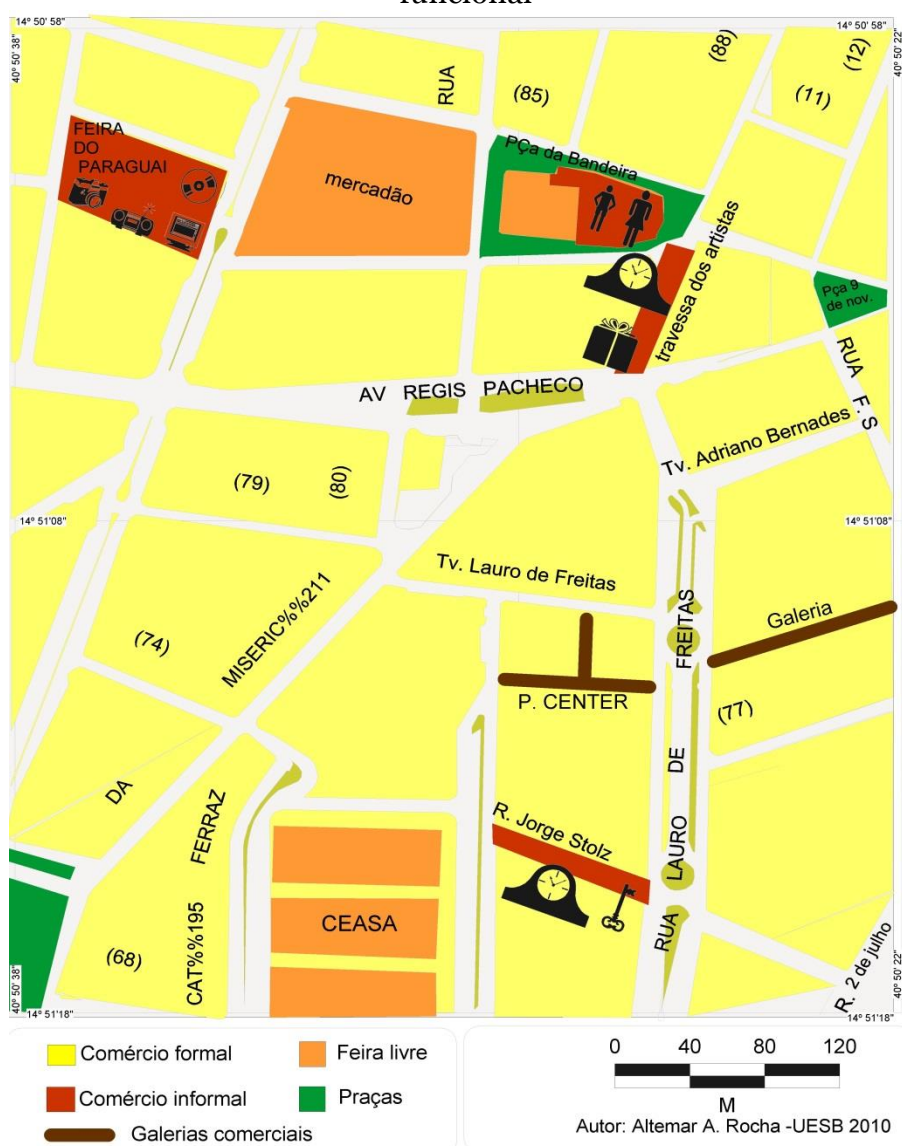 funcional
14º 50' 58"
14º 50' 58"
40º 50' 38"
40º 50' 22"
RUA
(85)
(88)
(11)
(12)
FEIRA
DO
PARAGUAI
mercadão
PÇa da Bandeira
travessa dos artistas
Pça 9
de nov.
RUA F. S
AV REGIS PACHECO
Tv. Adriano Bernades
(79)
(80)
14º 51'08"
14º 51'08"
Tv. Lauro de Freitas
MISERIC%%211
(74)
Galeria
P. CENTER
(77)
DA
CAT%%195 FERRAZ
R. Jorge Stolz
RUA LAURO DE FREITAS
CEASA
(68)
R. 2 de julho
40º 50' 38"
40º 50' 22"
14º 51'18"
14º 51'18"
Comércio formal
Feira livre
Comércio informal
Praças
Galerias comerciais
0 40 80 120
M
Autor: Altemar A. Rocha -UESB 2010